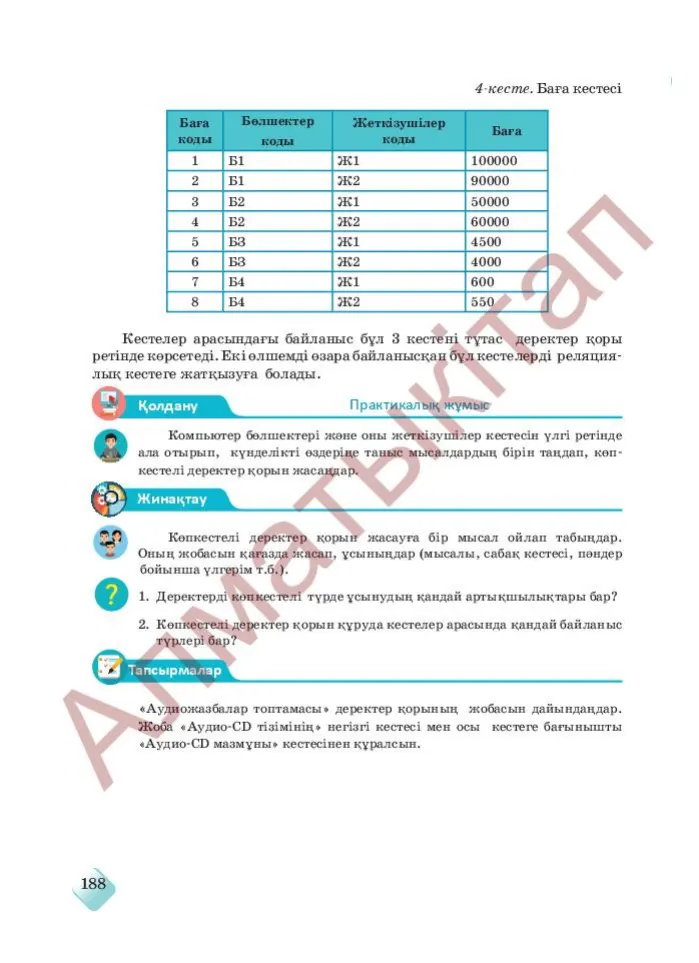 4-кесте. Баға кестесі
Баға коды Бөлшектер коды Жеткізушілер коды Баға
1 Б1 Ж1 100000
2 Б1 Ж2 90000
3 Б2 Ж1 50000
4 Б2 Ж2 60000
5 Б3 Ж1 4500
6 Б3 Ж2 4000
7 Б4 Ж1 600
8 Б4 Ж2 550
Кестелер арасындағы байланыс бұл 3 кестені тұтас деректер қоры
ретінде көрсетеді. Екі өлшемді өзара байланысқан бұл кестелерді реляция-
лық кестеге жатқызуға болады.
Қолдану Практикалық жұмыс
Компьютер бөлшектері және оны жеткізушілер кестесін үлгі ретінде
ала отырып, күнделікті өздеріңе таныс мысалдардың бірін таңдап, көп-
кестелі деректер қорын жасаңдар.
Жинақтау
Көпкестелі деректер қорын жасауға бір мысал ойлап табыңдар.
Оның жобасын қағазда жасап, ұсыныңдар (мысалы, сабақ кестесі, пәндер
бойынша үлгерім т.б.).
?
1. Деректерді көпкестелі түрде ұсынудың қандай артықшылықтары бар?
2. Көпкестелі деректер қорын құруда кестелер арасында қандай байланыс
түрлері бар?
Тапсырмалар
«Аудиожазбалар топтамасы» деректер қорының жобасын дайындаңдар.
Жоба «Аудио-CD тізімінің» негізгі кестесі мен осы кестеге бағынышты
«Аудио-CD мазмұны» кестесінен құралсын.
188
Алматыкітап